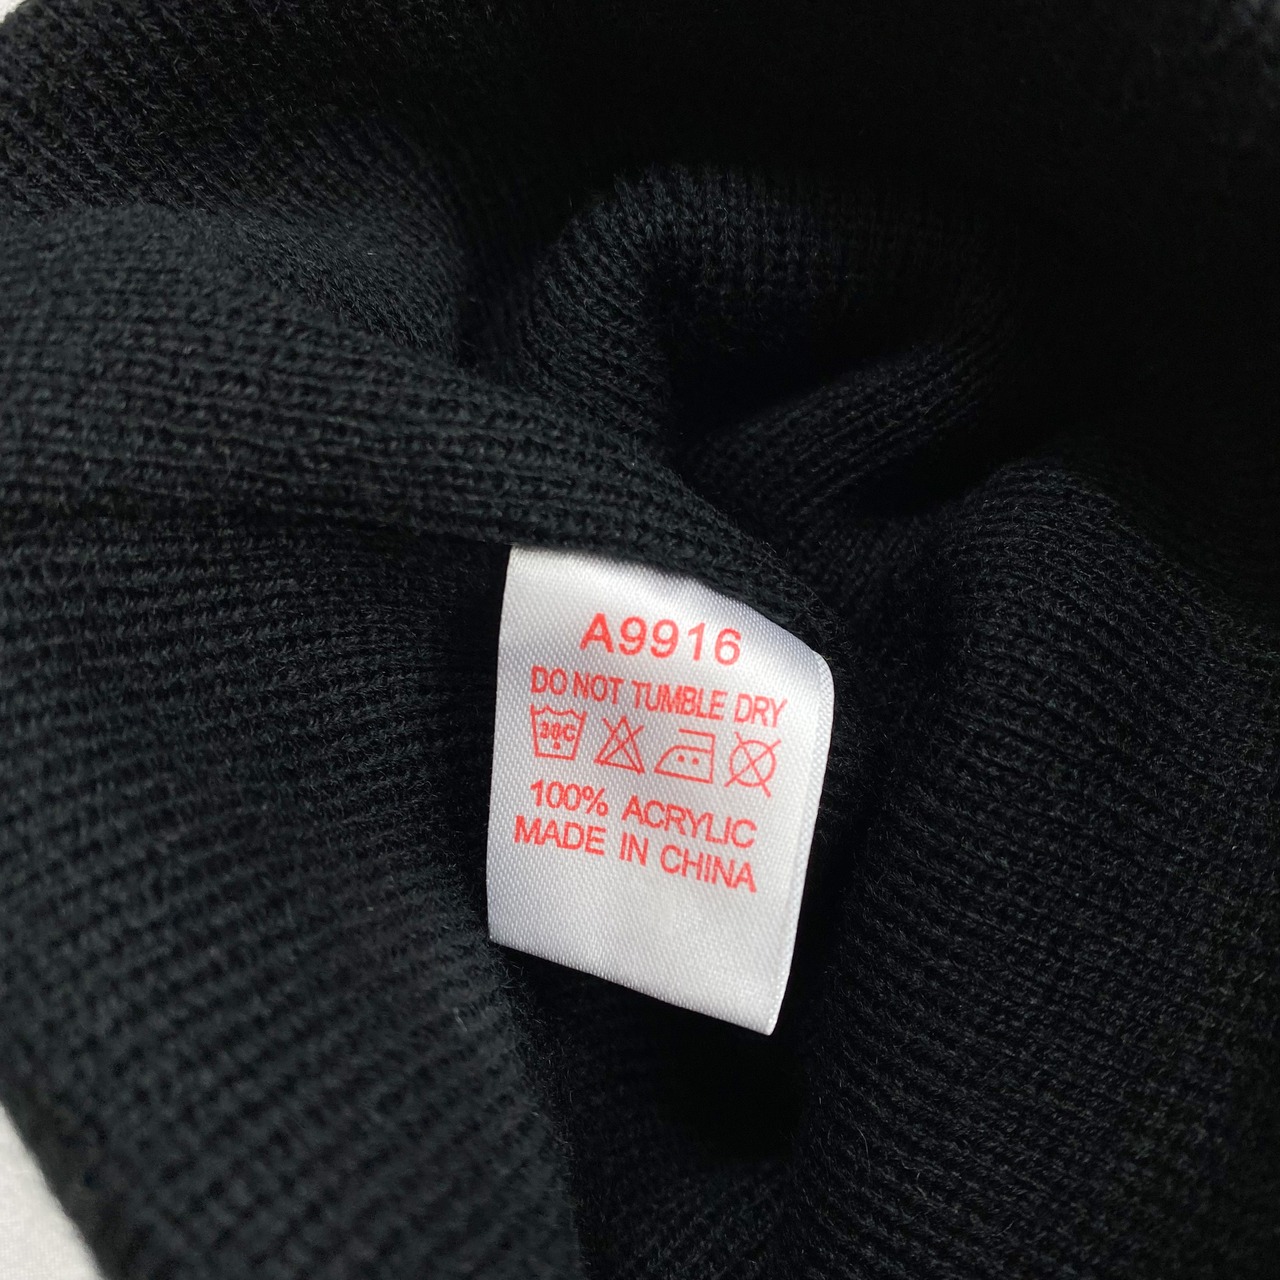 A9916
DO NOT TUMBLE DRY
30C
100% ACRYLIC
MADE IN CHINA